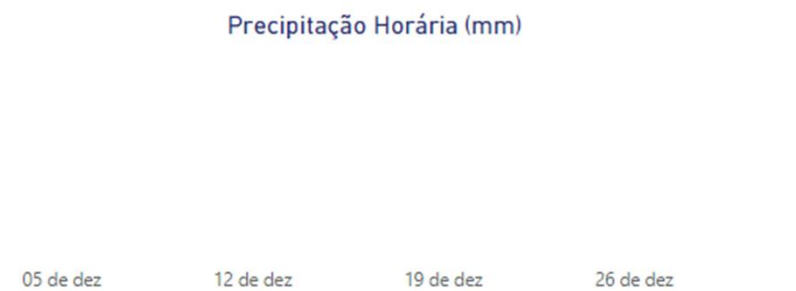 Precipitação Horária (mm)
05 de dez 12 de dez 19 de dez 26 de dez